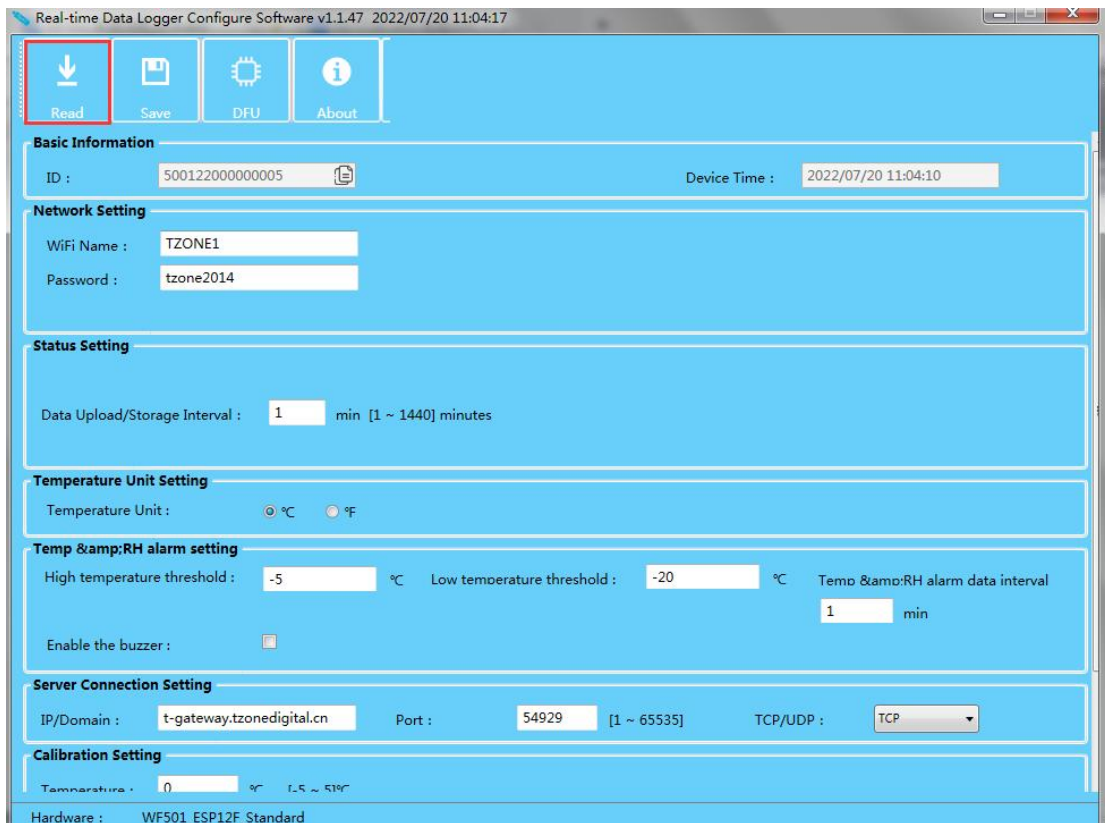 Real-time Data Logger Configure Software v1.1.47 2022/07/20 11:04:17
Read Save DFU About
Basic Information
ID : 500122000000005 Device Time : 2022/07/20 11:04:10
Network Setting
WiFi Name : TZONE1
Password : tzone2014
Status Setting
Data Upload/Storage Interval : 1 min [1 ~ 1440] minutes
Temperature Unit Setting
Temperature Unit : ℃ ℉
Temp &amp;RH alarm setting
High temperature threshold : -5 ℃ Low temperature threshold : -20 ℃ Temp &amp;RH alarm data interval
1 min
Enable the buzzer :
Server Connection Setting
IP/Domain : t-gateway.tzonedigital.cn Port : 54929 [1 ~ 65535] TCP/UDP : TCP
Calibration Setting
Temperature : 0 ℃ [-5 ~ 5]℃
Hardware : WF501 ESP12F Standard